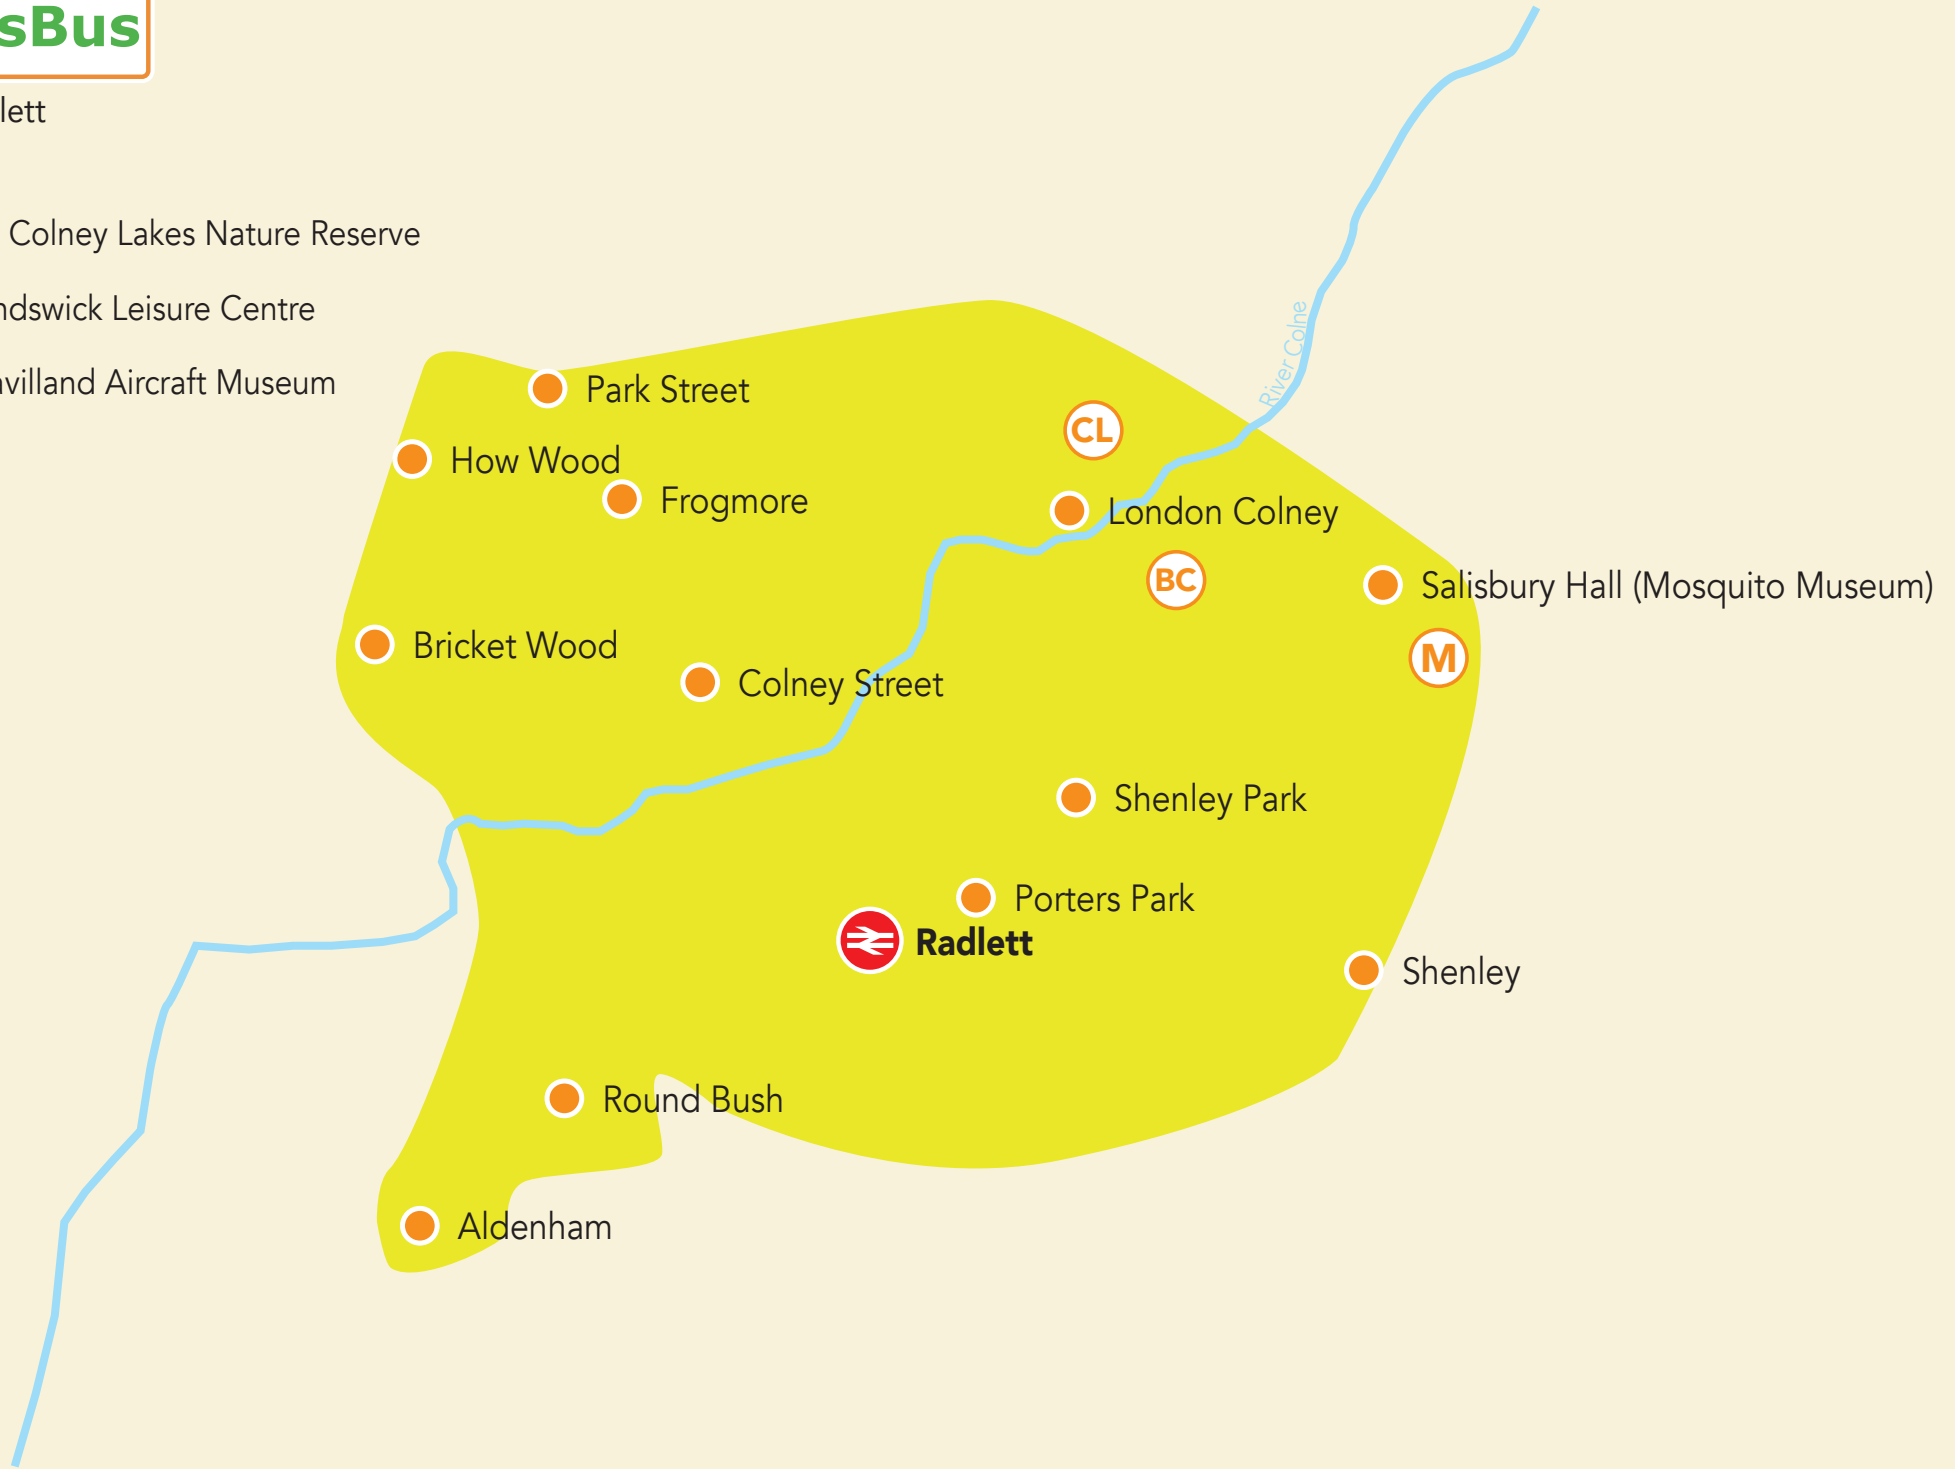 sBus
lett
Colney Lakes Nature Reserve
ndswick Leisure Centre
avilland Aircraft Museum
River Colne
Park Street
CL
How Wood
Frogmore
London Colney
BC
Salisbury Hall (Mosquito Museum)
Bricket Wood
M
Colney Street
Shenley Park
Porters Park
Radlett
Shenley
Round Bush
Aldenham